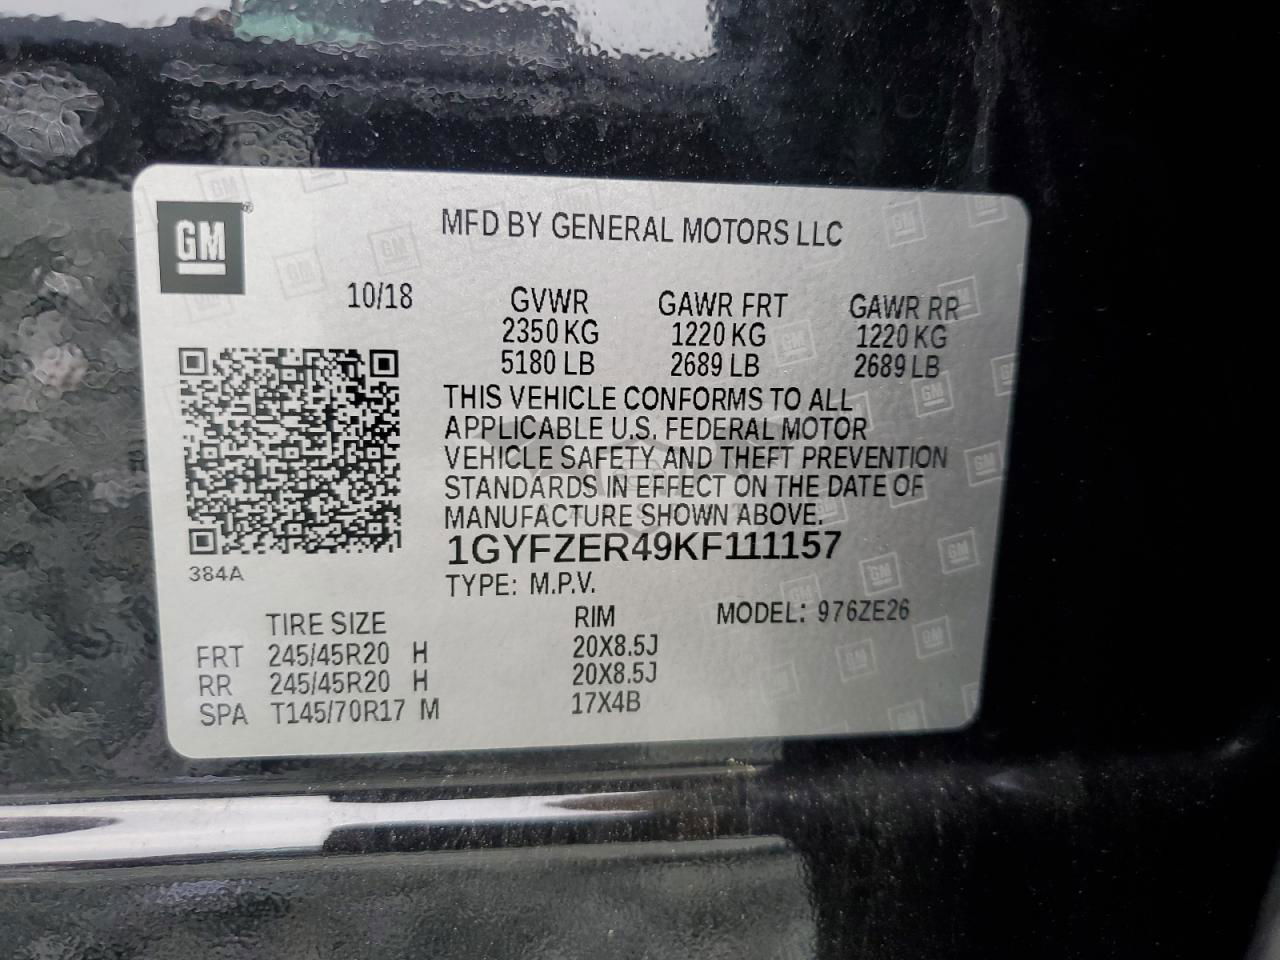 GM
MFD BY GENERAL MOTORS LLC
10/18 GVWR GAWR FRT GAWR RR
2350 KG 1220 KG 1220 KG
5180 LB 2689 LB 2689 LB
THIS VEHICLE CONFORMS TO ALL
APPLICABLE U.S. FEDERAL MOTOR
VEHICLE SAFETY AND THEFT PREVENTION
STANDARDS IN EFFECT ON THE DATE OF
MANUFACTURE SHOWN ABOVE.
1GYFZER49KF111157
384A
TYPE: M.P.V.
TIRE SIZE RIM MODEL: 976ZE26
FRT 245/45R20 H 20X8.5J
RR 245/45R20 H 20X8.5J
SPA T145/70R17 M 17X4B